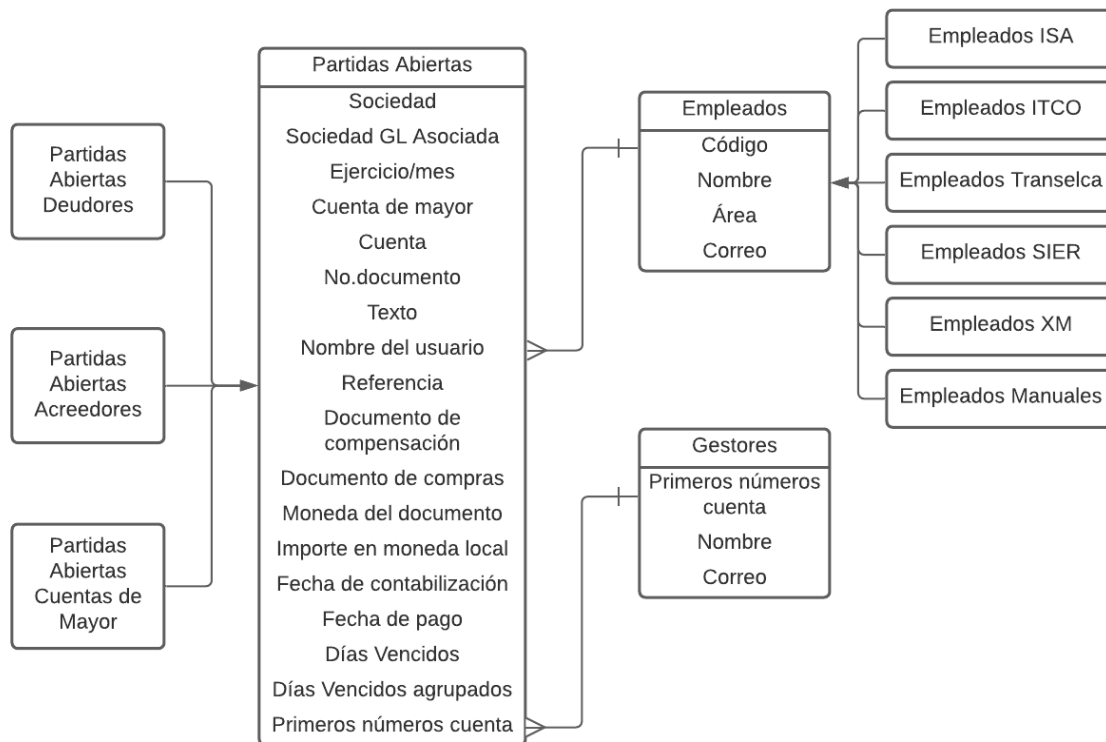 Partidas
Abiertas
Deudores
Partidas
Abiertas
Acreedores
Partidas
Abiertas
Cuentas de
Mayor
Partidas Abiertas
Sociedad
Sociedad GL Asociada
Ejercicio/mes
Cuenta de mayor
Cuenta
No.documento
Texto
Nombre del usuario
Referencia
Documento de
compensación
Documento de compras
Moneda del documento
Importe en moneda local
Fecha de contabilización
Fecha de pago
Días Vencidos
Días Vencidos agrupados
Primeros números cuenta
Empleados
Código
Nombre
Área
Correo
Gestores
Primeros números
cuenta
Nombre
Correo
Empleados ISA
Empleados ITCO
Empleados Transelca
Empleados SIER
Empleados XM
Empleados Manuales